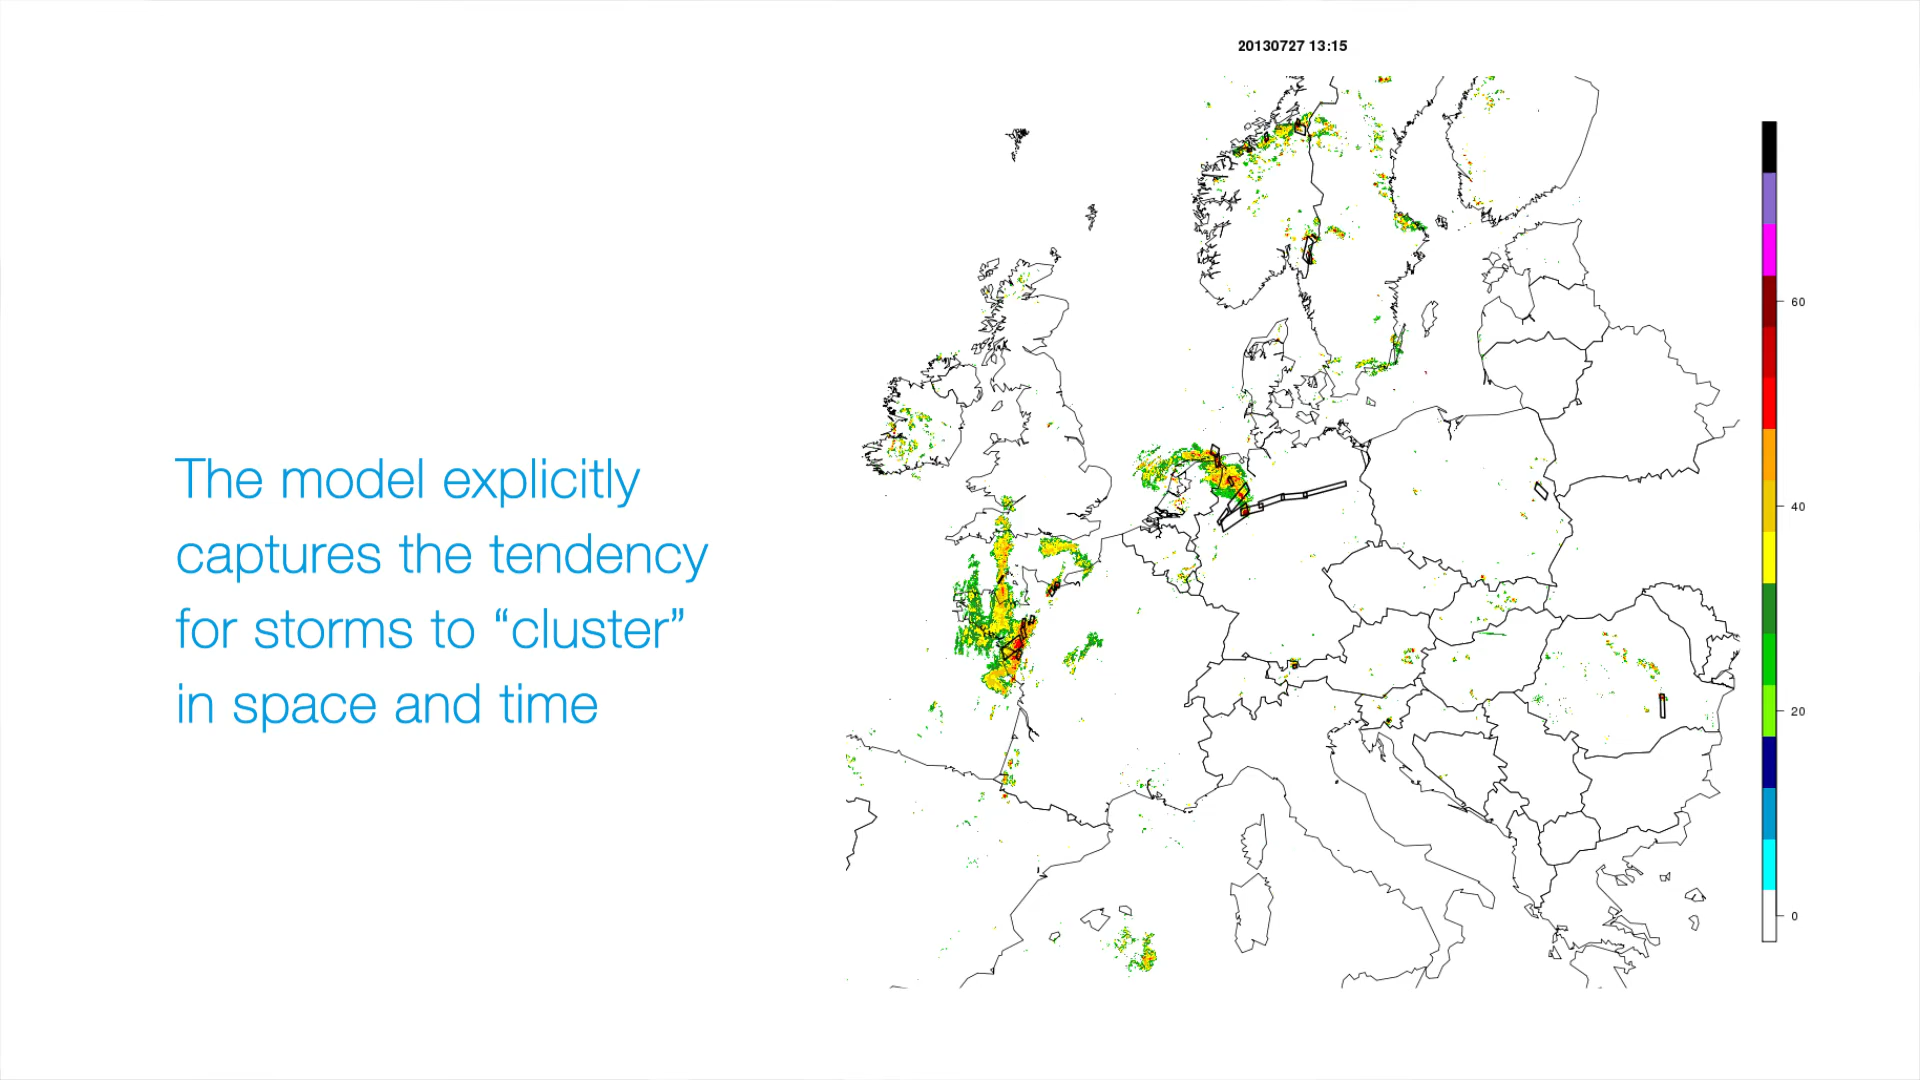 20130727 13:15
The model explicitly
captures the tendency
for storms to “cluster”
in space and time
60
40
20
0